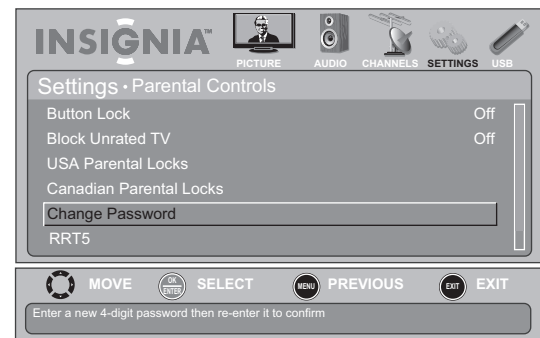 INSIGNIA™
PICTURE AUDIO CHANNELS SETTINGS USB
Settings · Parental Controls
Button Lock Off
Block Unrated TV Off
USA Parental Locks
Canadian Parental Locks
Change Password
RRT5
MOVE OK ENTER SELECT MENU PREVIOUS EXIT EXIT
Enter a new 4-digit password then re-enter it to confirm